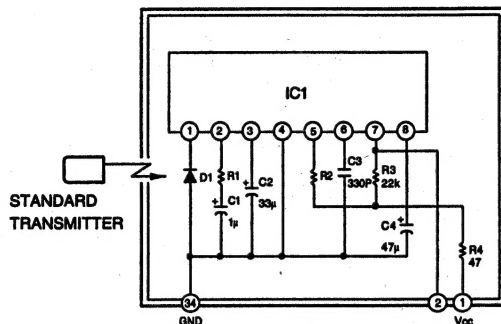 IC1
1 2 3 4 5 6 7 8
D1
R1
C1
1μ
C2
33μ
R2
C3
330P
R3
22k
C4
47μ
R4
47
STANDARD
TRANSMITTER
34 2 1
GND Vcc